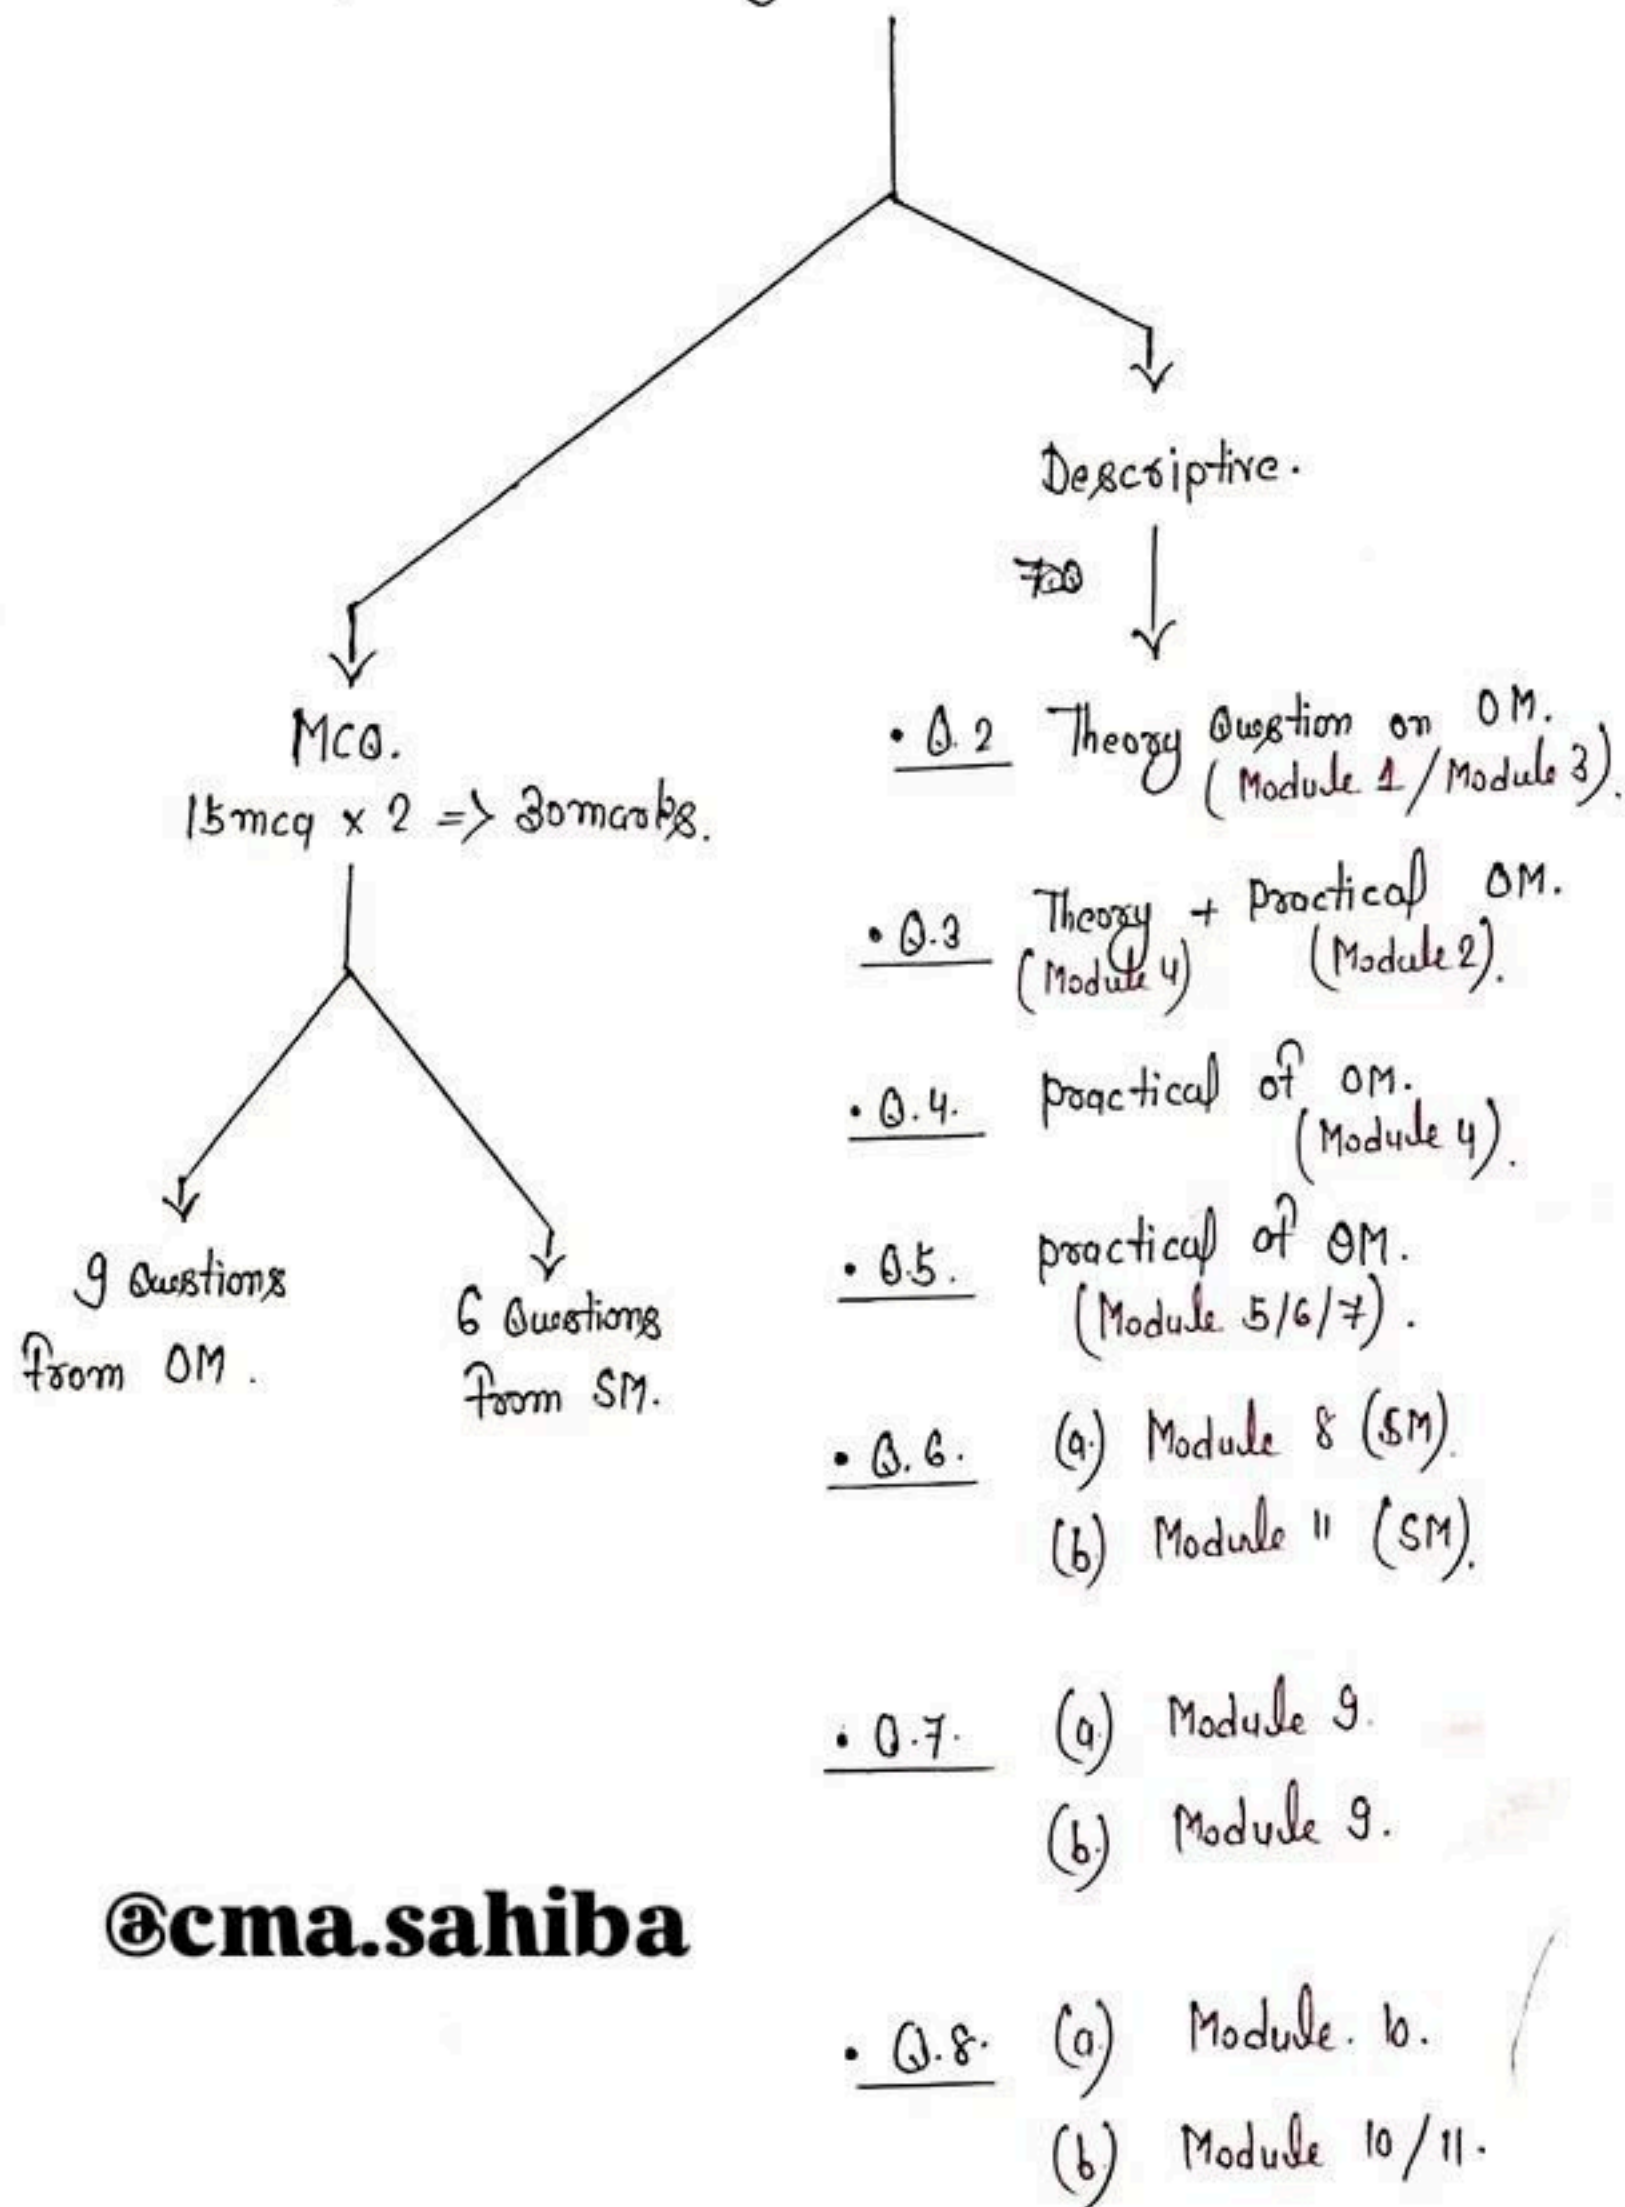 Descriptive.
MCQ.
15mcq x 2 => 30marks.
9 Questions
from OM.
6 Questions
from SM.
• Q.2 Theory Question on OM.
(Module 1/Module 3).
• Q.3 Theory + Practical OM.
(Module 4) (Module 2).
• Q.4. practical of OM.
(Module 4).
• Q.5. practical of OM.
(Module 5/6/7).
• Q.6. (a) Module 8 (SM).
(b) Module 11 (SM).
• Q.7. (a) Module 9.
(b) Module 9.
@cma.sahiba
• Q.8. (a) Module. 10.
(b) Module 10/11.